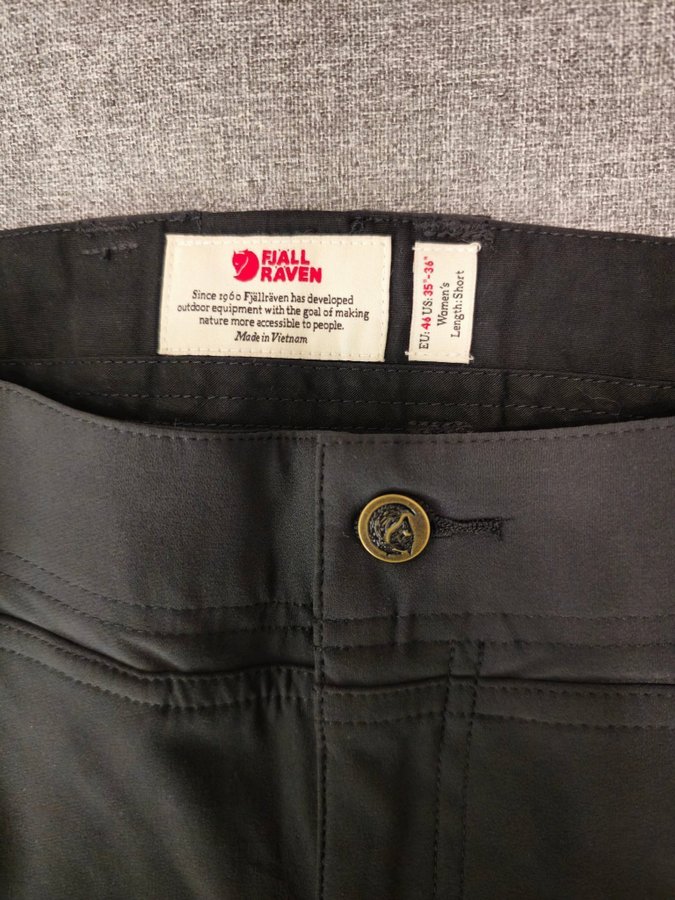 FJÄLL
RÄVEN
Since 1960 Fjällräven has developed
outdoor equipment with the goal of making
nature more accessible to people.
Made in Vietnam
EU: 46 US: 35"-36"
Women's
Length: Short